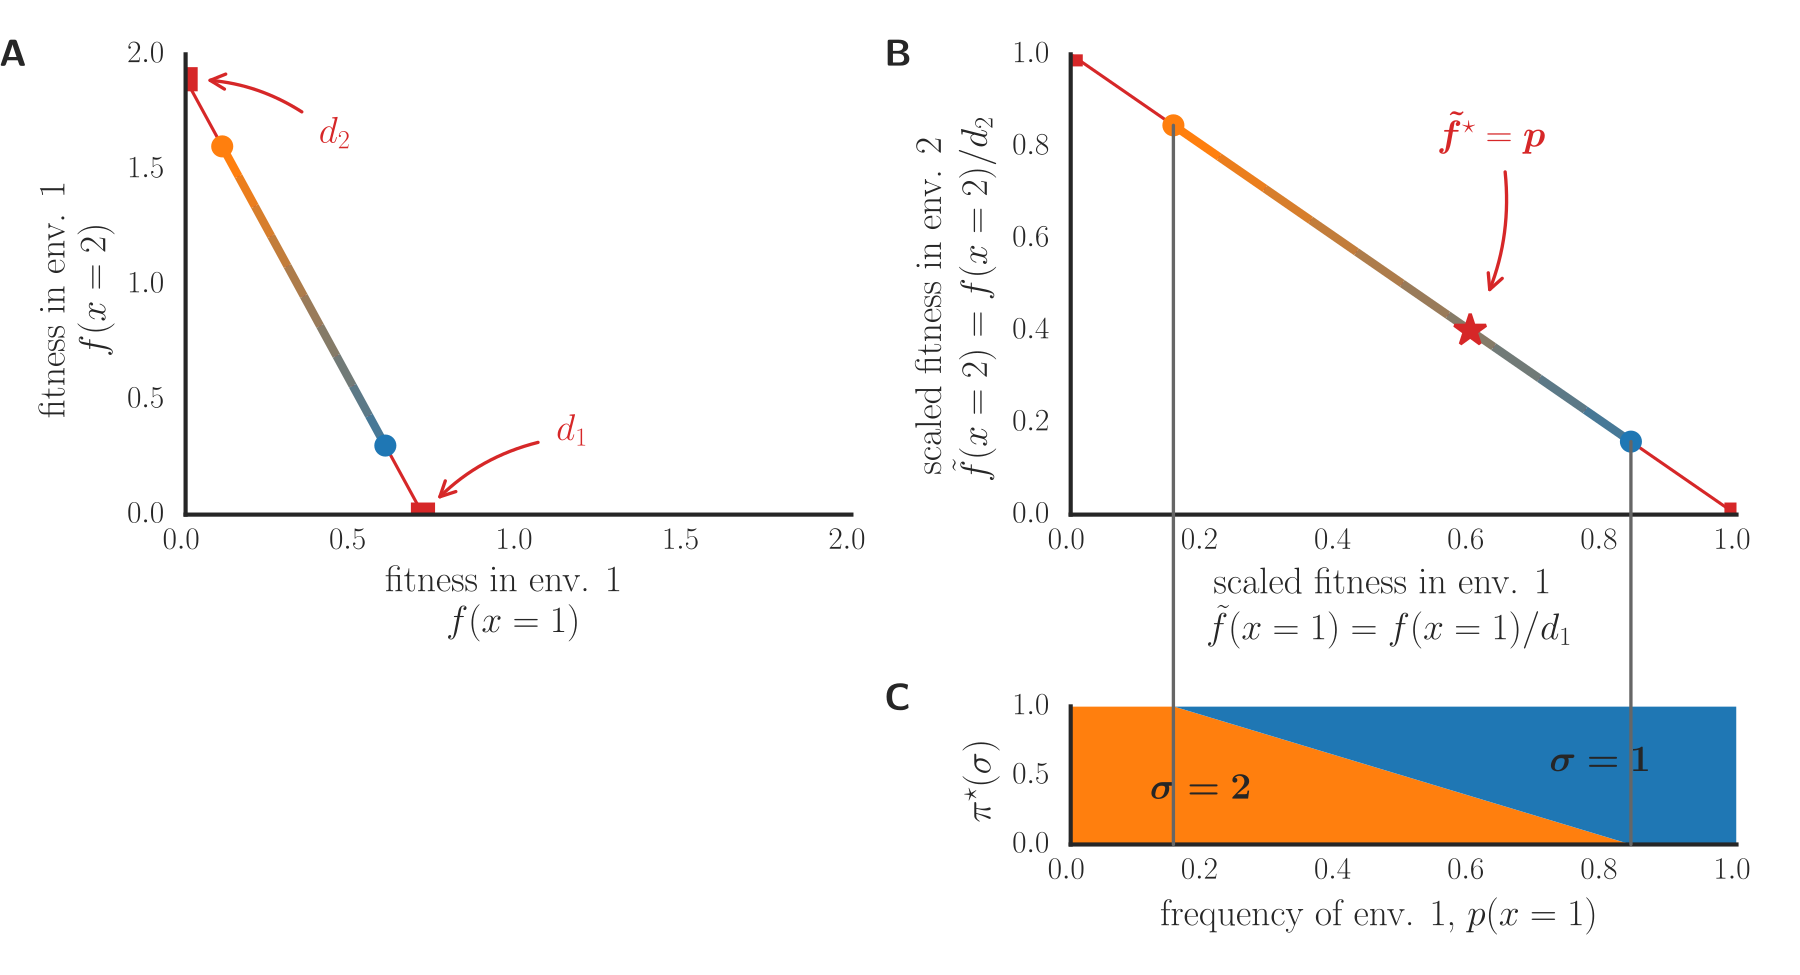 A
2.0
1.5
1.0
0.5
0.0
fitness in env. 1
f(x = 2)
d₂
d₁
0.0 0.5 1.0 1.5 2.0
fitness in env. 1
f(x = 1)
B
1.0
0.8
0.6
0.4
0.2
0.0
scaled fitness in env. 2
f̃(x = 2) = f(x = 2)/d₂
f̃⋆ = p
0.0 0.2 0.4 0.6 0.8 1.0
scaled fitness in env. 1
f̃(x = 1) = f(x = 1)/d₁
C
1.0
0.5
0.0
π⋆(σ)
σ = 1
σ = 2
0.0 0.2 0.4 0.6 0.8 1.0
frequency of env. 1, p(x = 1)